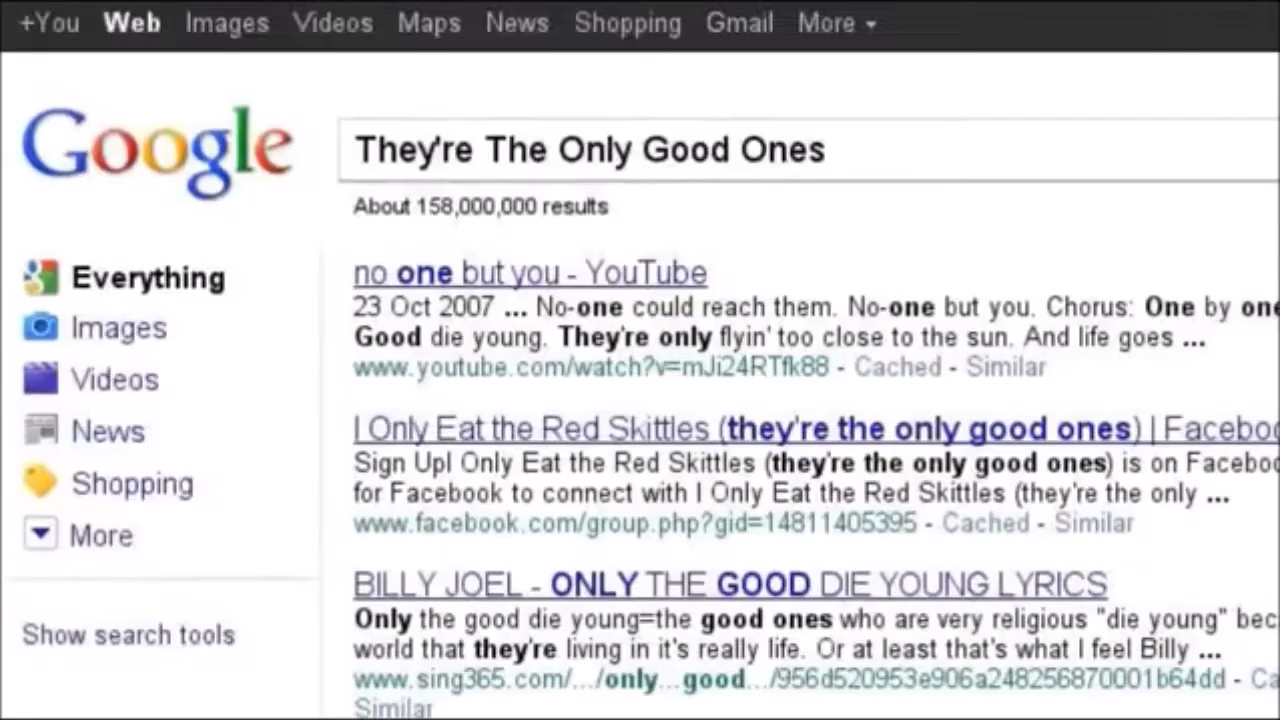 +You Web Images Videos Maps News Shopping Gmail More
Google
They're The Only Good Ones
About 158,000,000 results
Everything
Images
Videos
News
Shopping
More
Show search tools
no one but you - YouTube
23 Oct 2007 ... No-one could reach them. No-one but you. Chorus: One by one
Good die young. They're only flyin' too close to the sun. And life goes ...
www.youtube.com/watch?v=mJi24RTfk88 - Cached - Similar
I Only Eat the Red Skittles (they're the only good ones) | Faceboo
Sign Up! Only Eat the Red Skittles (they're the only good ones) is on Faceboo
for Facebook to connect with I Only Eat the Red Skittles (they're the only ...
www.facebook.com/group.php?gid=14811405395 - Cached - Similar
BILLY JOEL - ONLY THE GOOD DIE YOUNG LYRICS
Only the good die young=the good ones who are very religious "die young" bec
world that they're living in it's really life. Or at least that's what I feel Billy ...
www.sing365.com/.../only...good.../956d520953e906a248256870001b64dd - Ca
Similar